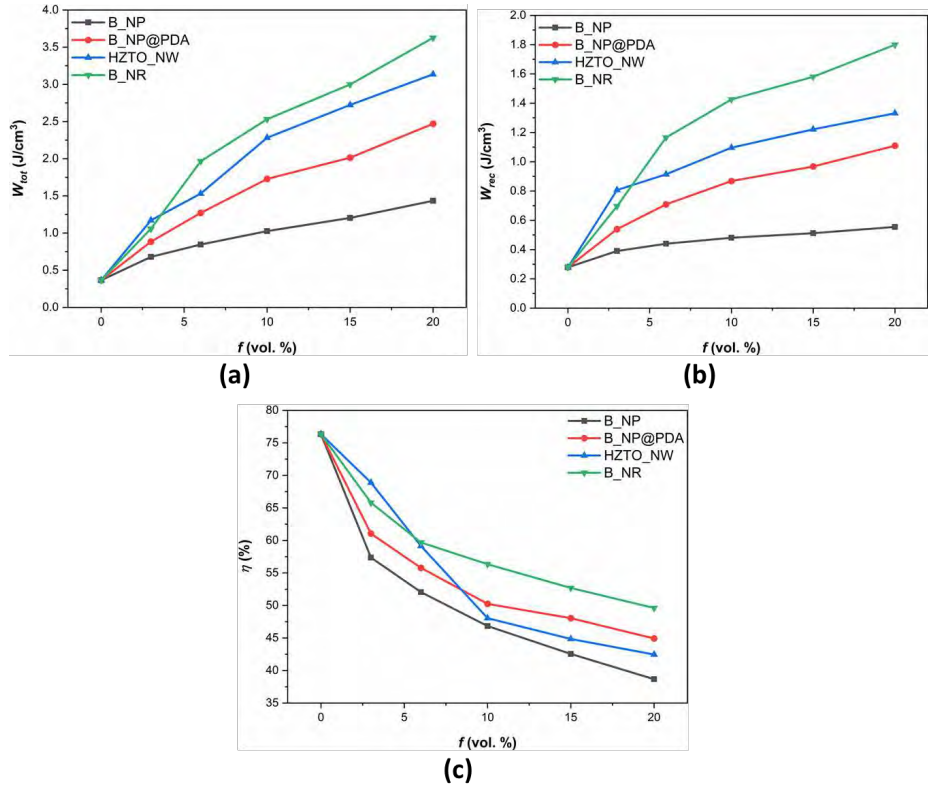 4.0
3.5
3.0
2.5
2.0
1.5
1.0
0.5
0.0
W_tot (J/cm³)
B_NP
B_NP@PDA
HZTO_NW
B_NR
0 5 10 15 20
f (vol. %)
(a)
2.0
1.8
1.6
1.4
1.2
1.0
0.8
0.6
0.4
0.2
0.0
W_rec (J/cm³)
B_NP
B_NP@PDA
HZTO_NW
B_NR
0 5 10 15 20
f (vol. %)
(b)
80
75
70
65
60
55
50
45
40
35
η (%)
B_NP
B_NP@PDA
HZTO_NW
B_NR
0 5 10 15 20
f (vol. %)
(c)